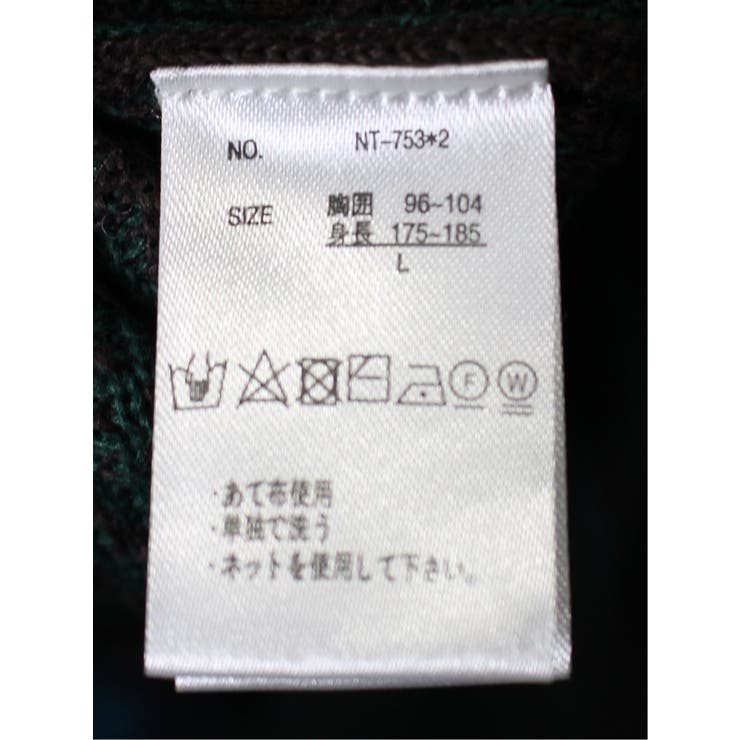 NO. NT-753*2
SIZE 胸囲 96~104
身長 175~185
L
F W
・あて布使用
・単独で洗う
・ネットを使用して下さい。